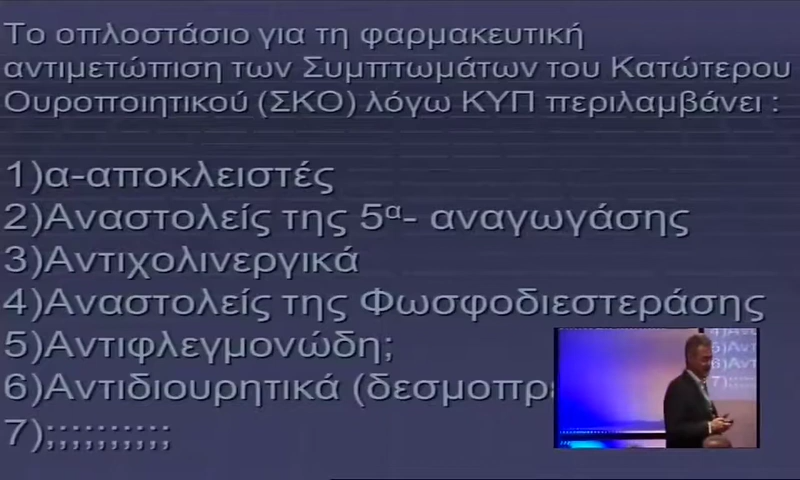 Το οπλοστάσιο για τη φαρμακευτική
αντιμετώπιση των Συμπτωμάτων του Κατώτερου
Ουροποιητικού (ΣΚΟ) λόγω ΚΥΠ περιλαμβάνει :
1)α-αποκλειστές
2)Αναστολείς της 5α- αναγωγάσης
3)Αντιχολινεργικά
4)Αναστολείς της Φωσφοδιεστεράσης
5)Αντιφλεγμονώδη;
6)Αντιδιουρητικά
7);;;;;;;;;;